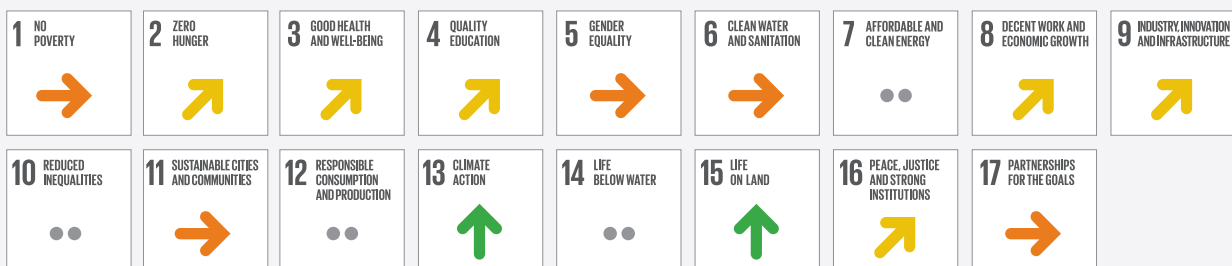 1 NO
POVERTY
2 ZERO
HUNGER
3 GOOD HEALTH
AND WELL-BEING
4 QUALITY
EDUCATION
5 GENDER
EQUALITY
6 CLEAN WATER
AND SANITATION
7 AFFORDABLE AND
CLEAN ENERGY
8 DECENT WORK AND
ECONOMIC GROWTH
9 INDUSTRY, INNOVATION
AND INFRASTRUCTURE
10 REDUCED
INEQUALITIES
11 SUSTAINABLE CITIES
AND COMMUNITIES
12 RESPONSIBLE
CONSUMPTION
AND PRODUCTION
13 CLIMATE
ACTION
14 LIFE
BELOW WATER
15 LIFE
ON LAND
16 PEACE, JUSTICE
AND STRONG
INSTITUTIONS
17 PARTNERSHIPS
FOR THE GOALS